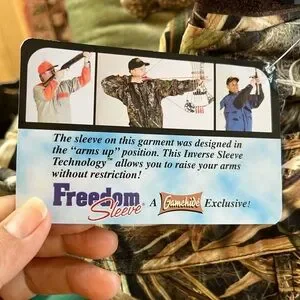 The sleeve on this garment was designed in
the "arms up" position. This Inverse Sleeve
Technology™ allows you to raise your arms
without restriction!
Freedom
Sleeve® A Gamehide Exclusive!